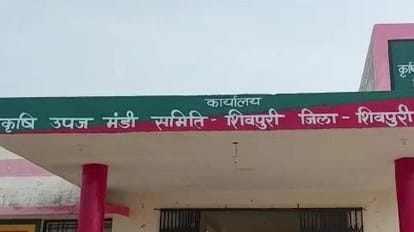 कार्यालय
कृषि उपज मंडी समिति - शिवपुरी जिला - शिवपुरी
कृ